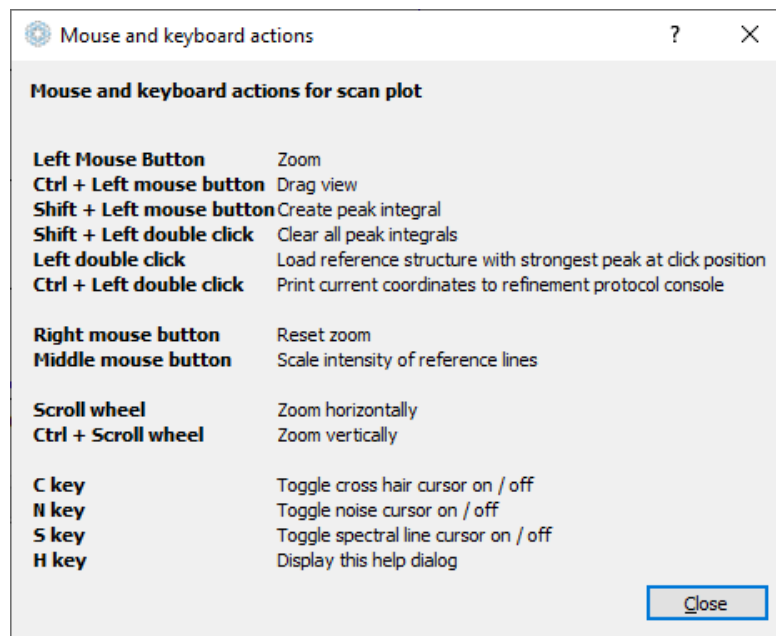 Mouse and keyboard actions
?
Mouse and keyboard actions for scan plot
Left Mouse Button Zoom
Ctrl + Left mouse button Drag view
Shift + Left mouse button Create peak integral
Shift + Left double click Clear all peak integrals
Left double click Load reference structure with strongest peak at click position
Ctrl + Left double click Print current coordinates to refinement protocol console
Right mouse button Reset zoom
Middle mouse button Scale intensity of reference lines
Scroll wheel Zoom horizontally
Ctrl + Scroll wheel Zoom vertically
C key Toggle cross hair cursor on / off
N key Toggle noise cursor on / off
S key Toggle spectral line cursor on / off
H key Display this help dialog
Close